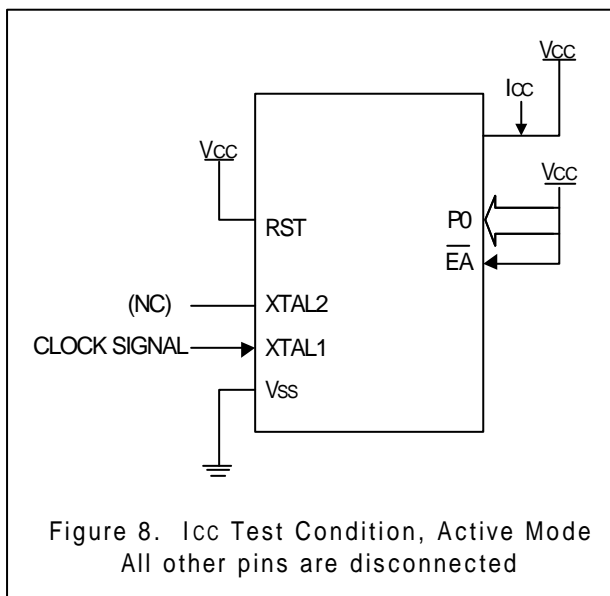 VCC
ICC
VCC
VCC
RST
P0
EA
(NC)
XTAL2
CLOCK SIGNAL
XTAL1
VSS
Figure 8. ICC Test Condition, Active Mode
All other pins are disconnected